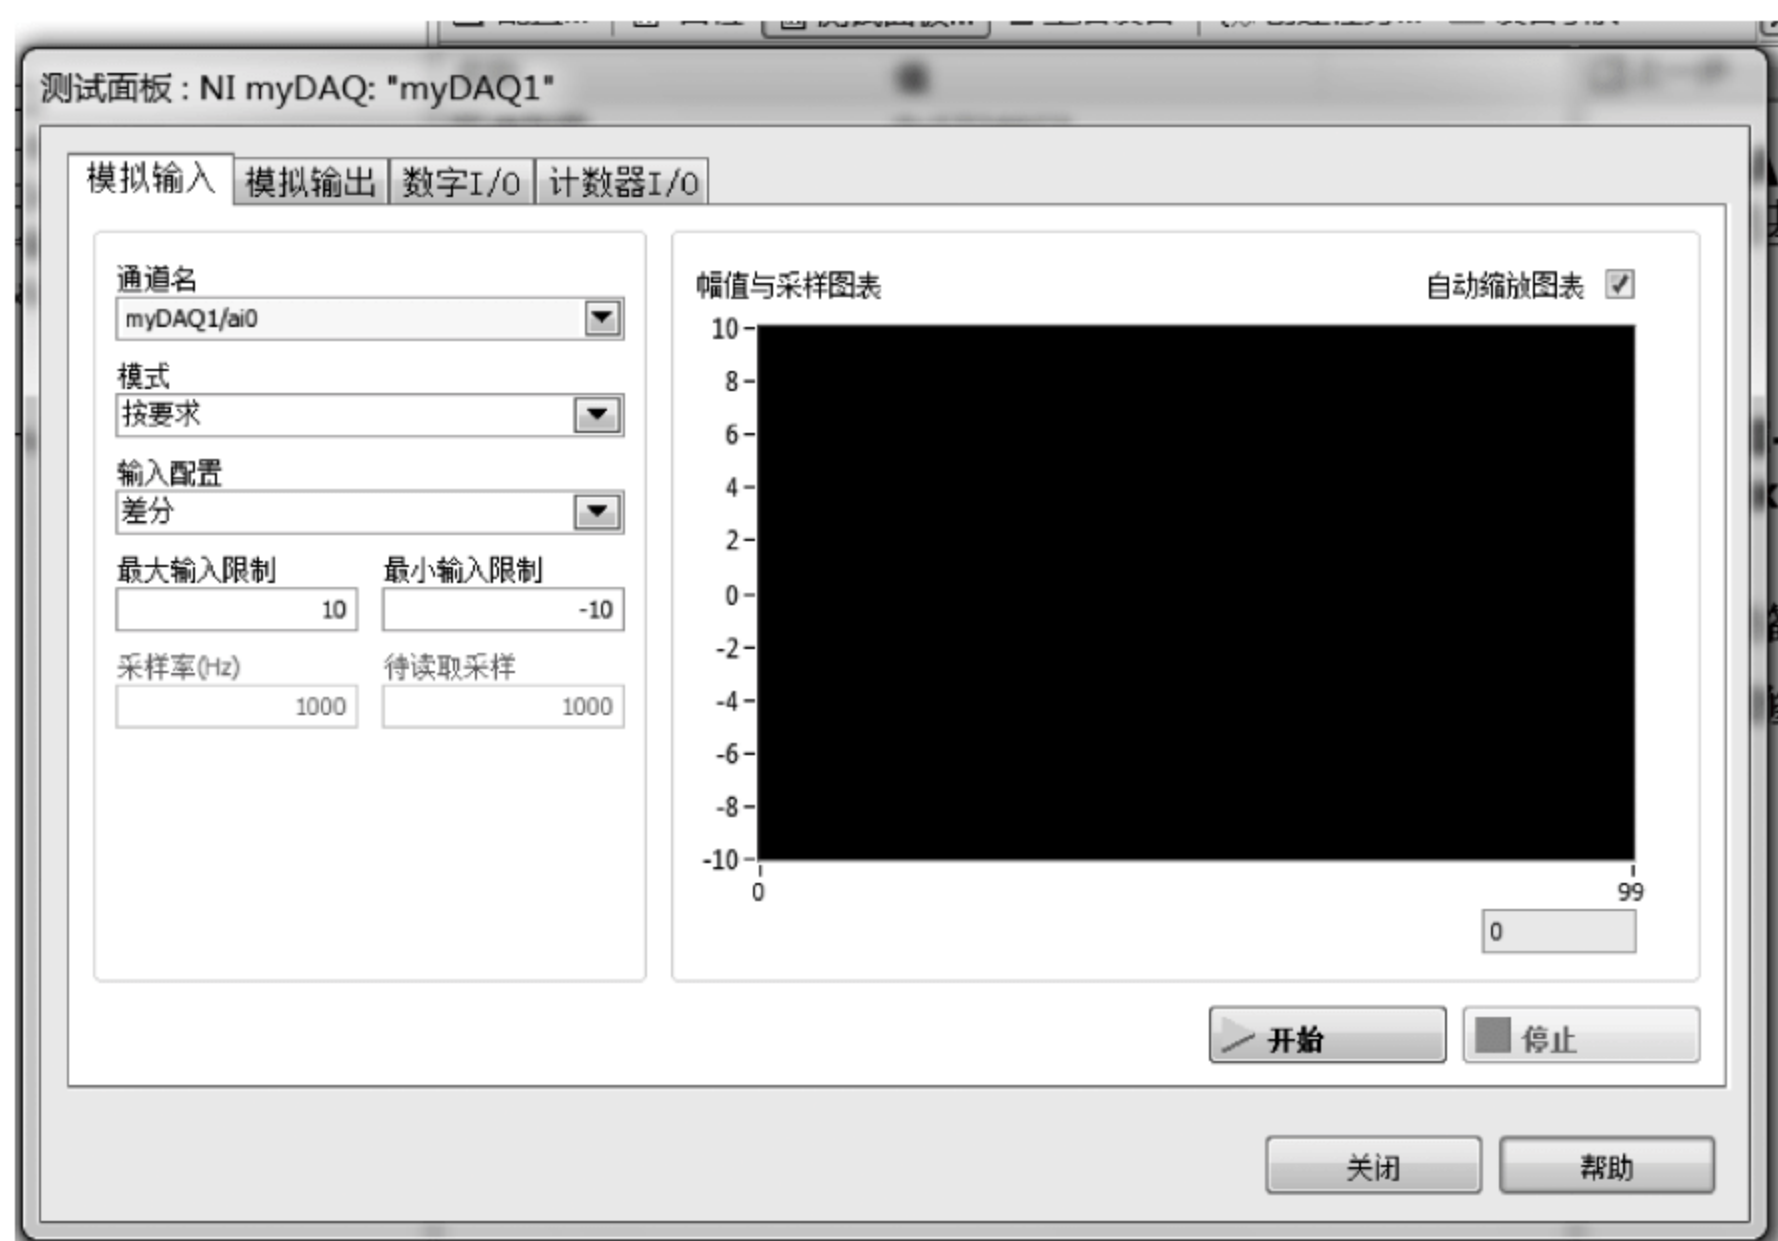 测试面板 : NI myDAQ: "myDAQ1"
模拟输入 模拟输出 数字I/O 计数器I/O
通道名
myDAQ1/ai0
模式
按要求
输入配置
差分
最大输入限制 最小输入限制
10 -10
采样率(Hz) 待读取采样
1000 1000
幅值与采样图表 自动缩放图表
10
8
6
4
2
0
-2
-4
-6
-8
-10
0 99
0
开始 停止
关闭 帮助